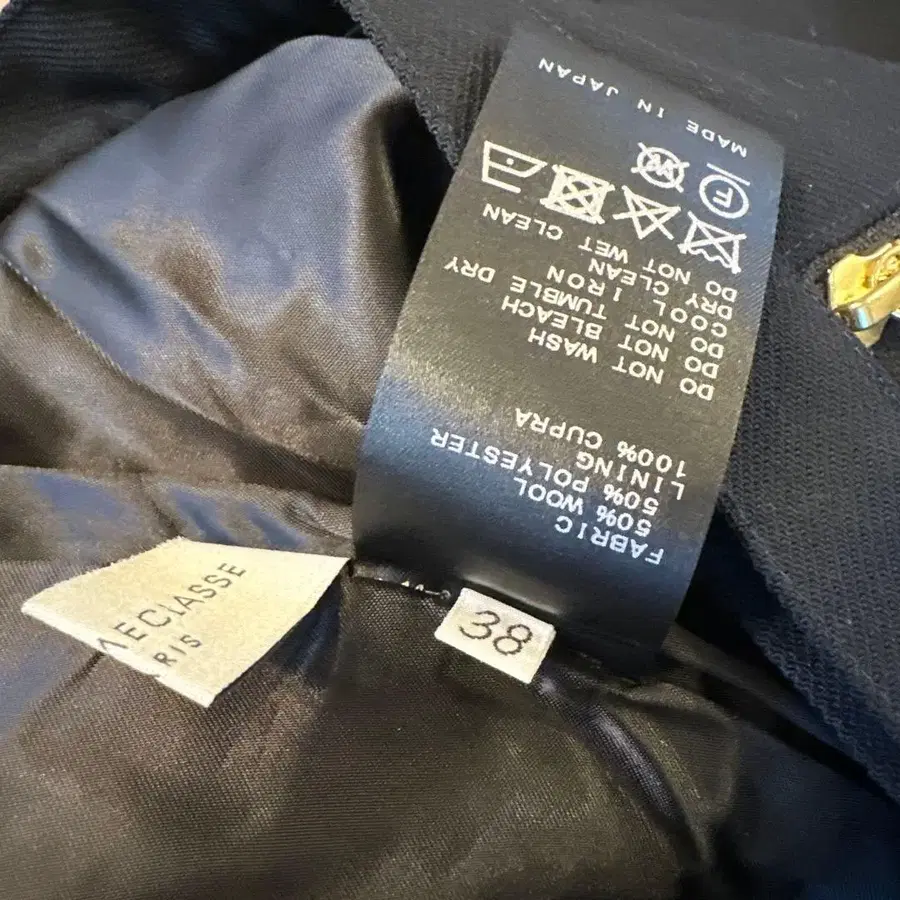 FABRIC
50% WOOL
50% POLYESTER
LINING
100% CUPRA
DO NOT WASH
DO NOT BLEACH
DO NOT TUMBLE DRY
COOL IRON
DRY CLEAN
DO NOT WET CLEAN
F W
MADE IN JAPAN
38